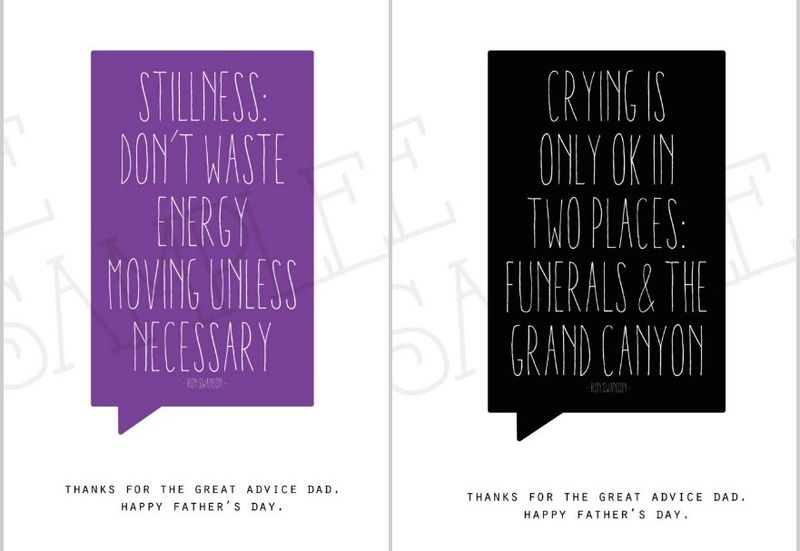 STILLNESS:
DON'T WASTE
ENERGY
MOVING UNLESS
NECESSARY
- RON SWANSON -
THANKS FOR THE GREAT ADVICE DAD.
HAPPY FATHER'S DAY.
CRYING IS
ONLY OK IN
TWO PLACES:
FUNERALS & THE
GRAND CANYON
- RON SWANSON -
THANKS FOR THE GREAT ADVICE DAD.
HAPPY FATHER'S DAY.
SAMPLE
SAMPLE